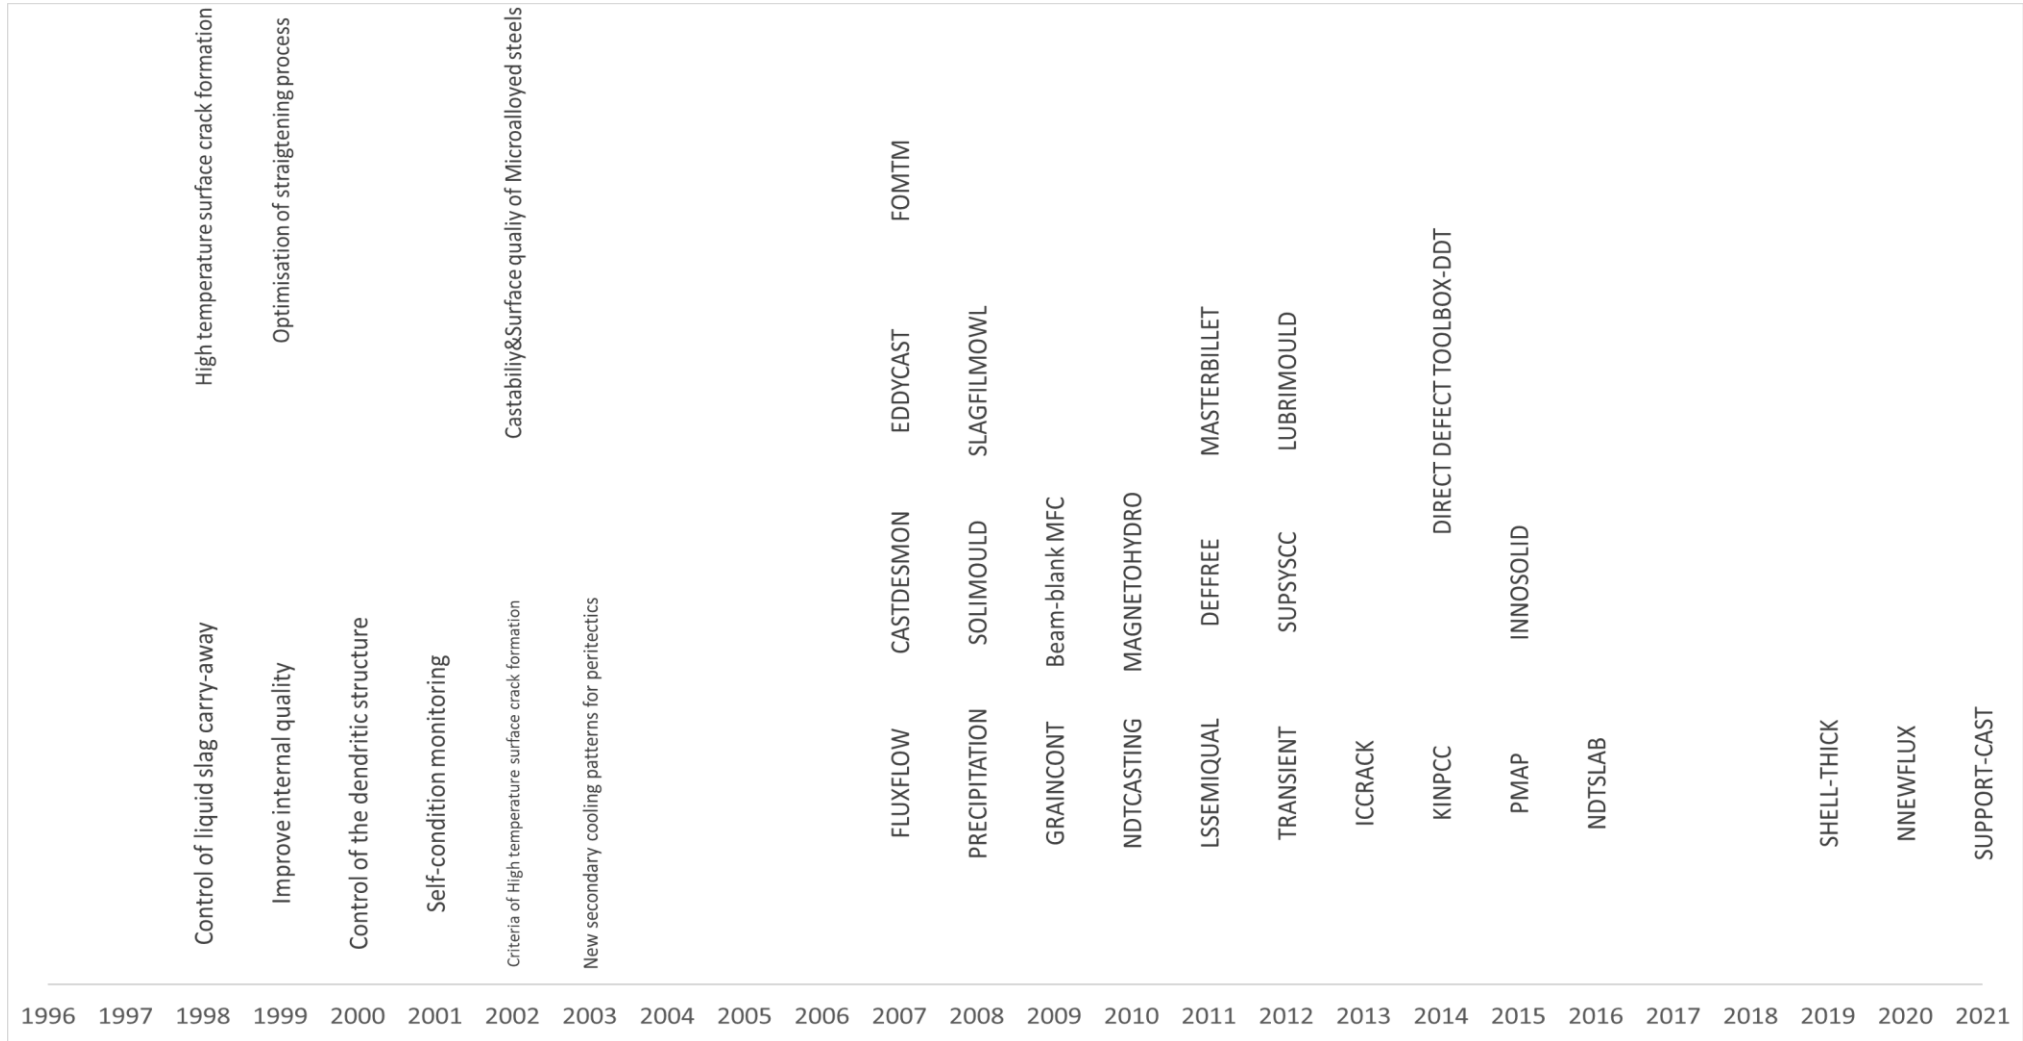 High temperature surface crack formation
Control of liquid slag carry-away
Optimisation of straigtening process
Improve internal quality
Control of the dendritic structure
Self-condition monitoring
Castabiliy&Surface qualiy of Microalloyed steels
Criteria of High temperature surface crack formation
New secondary cooling patterns for peritectics
FOMTM
EDDYCAST
CASTDESMON
FLUXFLOW
SLAGFILMOWL
SOLIMOULD
PRECIPITATION
Beam-blank MFC
GRAINCONT
MAGNETOHYDRO
NDTCASTING
MASTERBILLET
DEFFREE
LSSEMIQUAL
LUBRIMOULD
SUPSYSCC
TRANSIENT
ICCRACK
DIRECT DEFECT TOOLBOX-DDT
KINPCC
INNOSOLID
PMAP
NDTSLAB
SHELL-THICK
NNEWFLUX
SUPPORT-CAST
1996 1997 1998 1999 2000 2001 2002 2003 2004 2005 2006 2007 2008 2009 2010 2011 2012 2013 2014 2015 2016 2017 2018 2019 2020 2021